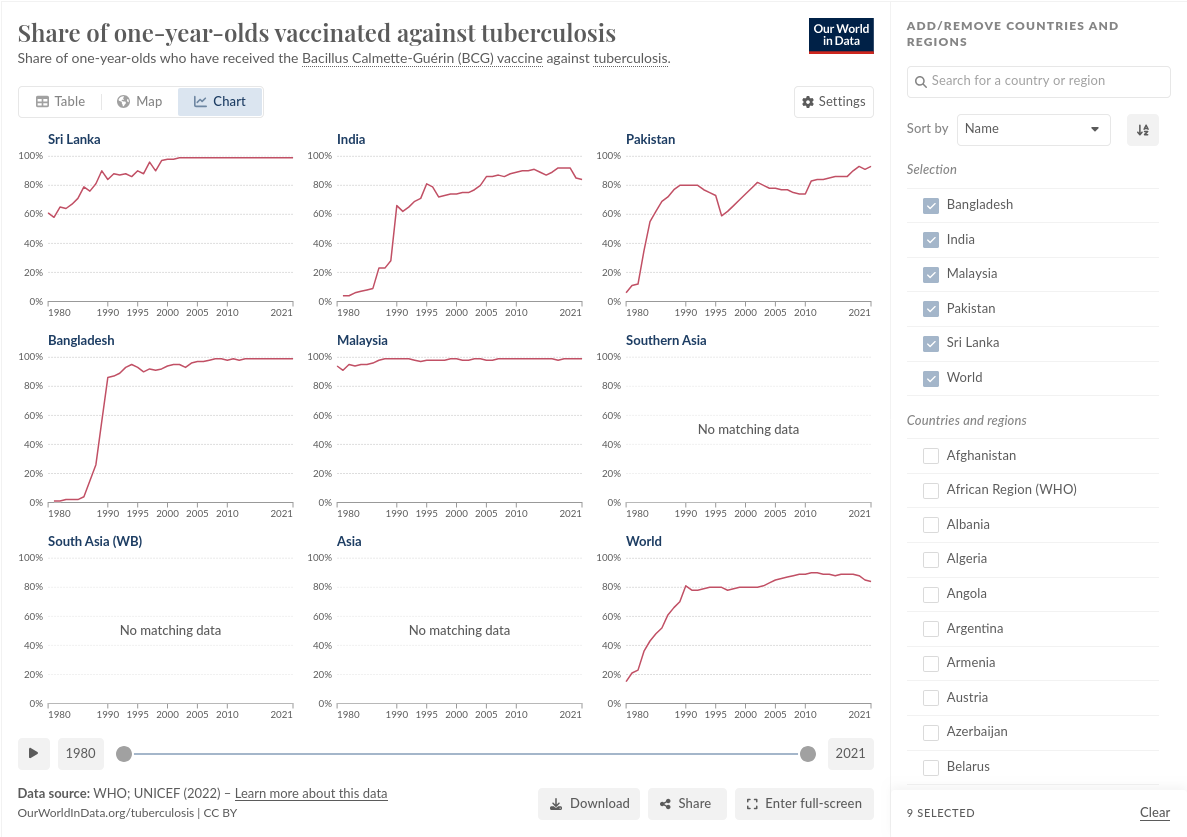 Share of one-year-olds vaccinated against tuberculosis
Share of one-year-olds who have received the Bacillus Calmette-Guérin (BCG) vaccine against tuberculosis.
Our World
in Data
Table
Map
Chart
Settings
Sri Lanka
100%
80%
60%
40%
20%
0%
1980 1990 1995 2000 2005 2010 2021
India
100%
80%
60%
40%
20%
0%
1980 1990 1995 2000 2005 2010 2021
Pakistan
100%
80%
60%
40%
20%
0%
1980 1990 1995 2000 2005 2010 2021
Bangladesh
100%
80%
60%
40%
20%
0%
1980 1990 1995 2000 2005 2010 2021
Malaysia
100%
80%
60%
40%
20%
0%
1980 1990 1995 2000 2005 2010 2021
Southern Asia
100%
80%
60%
No matching data
40%
20%
0%
1980 1990 1995 2000 2005 2010 2021
South Asia (WB)
100%
80%
60%
No matching data
40%
20%
0%
1980 1990 1995 2000 2005 2010 2021
Asia
100%
80%
60%
No matching data
40%
20%
0%
1980 1990 1995 2000 2005 2010 2021
World
100%
80%
60%
40%
20%
0%
1980 1990 1995 2000 2005 2010 2021
1980
2021
Data source: WHO; UNICEF (2022) – Learn more about this data
OurWorldInData.org/tuberculosis | CC BY
Download
Share
Enter full-screen
ADD/REMOVE COUNTRIES AND
REGIONS
Search for a country or region
Sort by
Name
Selection
Bangladesh
India
Malaysia
Pakistan
Sri Lanka
World
Countries and regions
Afghanistan
African Region (WHO)
Albania
Algeria
Angola
Argentina
Armenia
Austria
Azerbaijan
Belarus
9 SELECTED
Clear